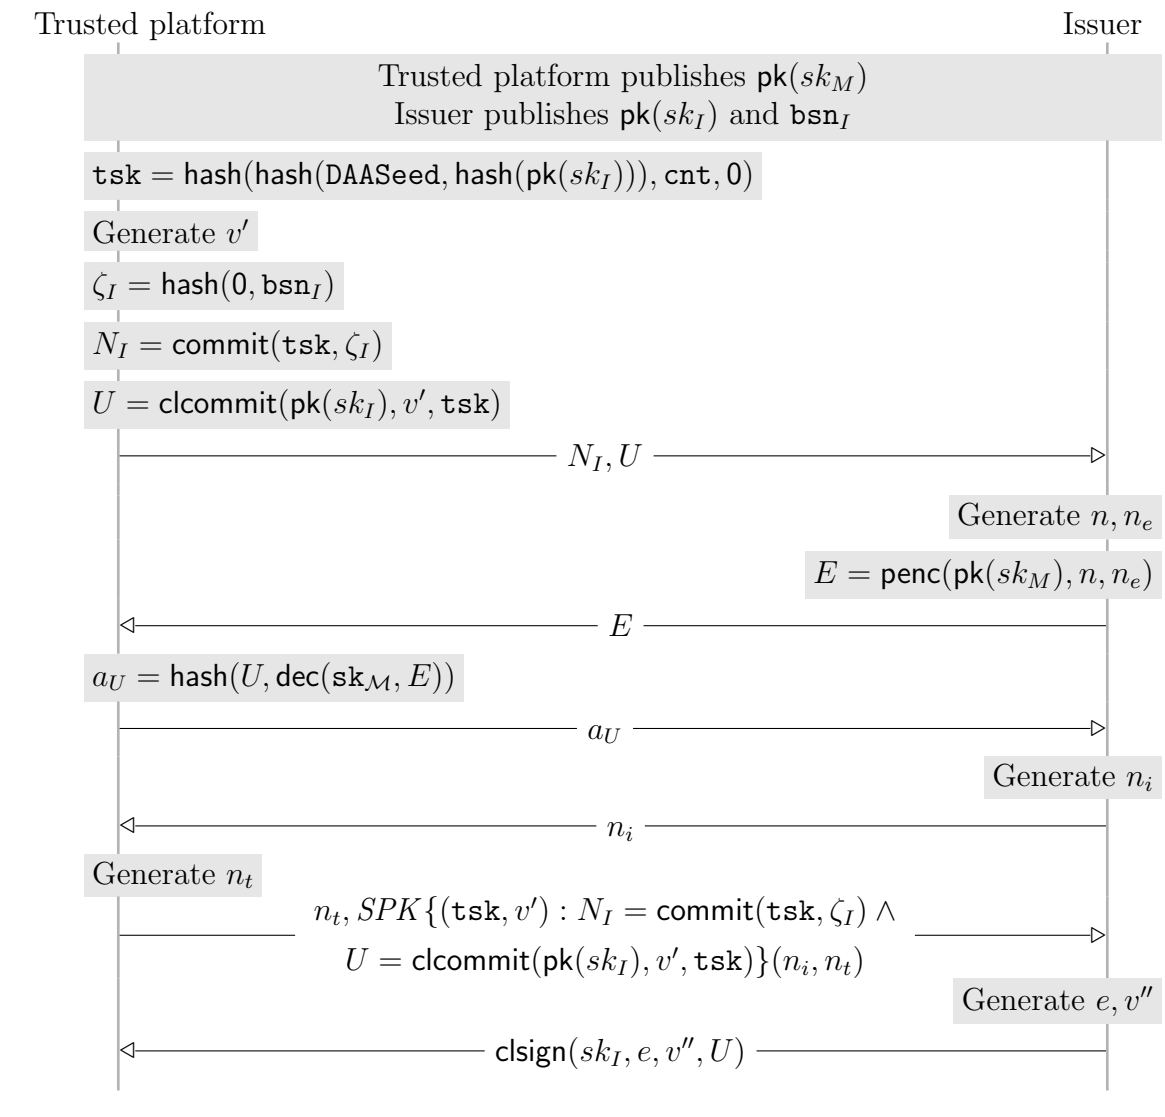 Trusted platform Issuer
Trusted platform publishes pk(sk_M)
Issuer publishes pk(sk_I) and bsn_I
tsk = hash(hash(DAASeed, hash(pk(sk_I))), cnt, 0)
Generate v′
ζ_I = hash(0, bsn_I)
N_I = commit(tsk, ζ_I)
U = clcommit(pk(sk_I), v′, tsk)
N_I, U
Generate n, n_e
E = penc(pk(sk_M), n, n_e)
E
a_U = hash(U, dec(sk_ℳ, E))
a_U
Generate n_i
n_i
Generate n_t
n_t, SPK{(tsk, v′) : N_I = commit(tsk, ζ_I) ∧
U = clcommit(pk(sk_I), v′, tsk)}(n_i, n_t)
Generate e, v″
clsign(sk_I, e, v″, U)